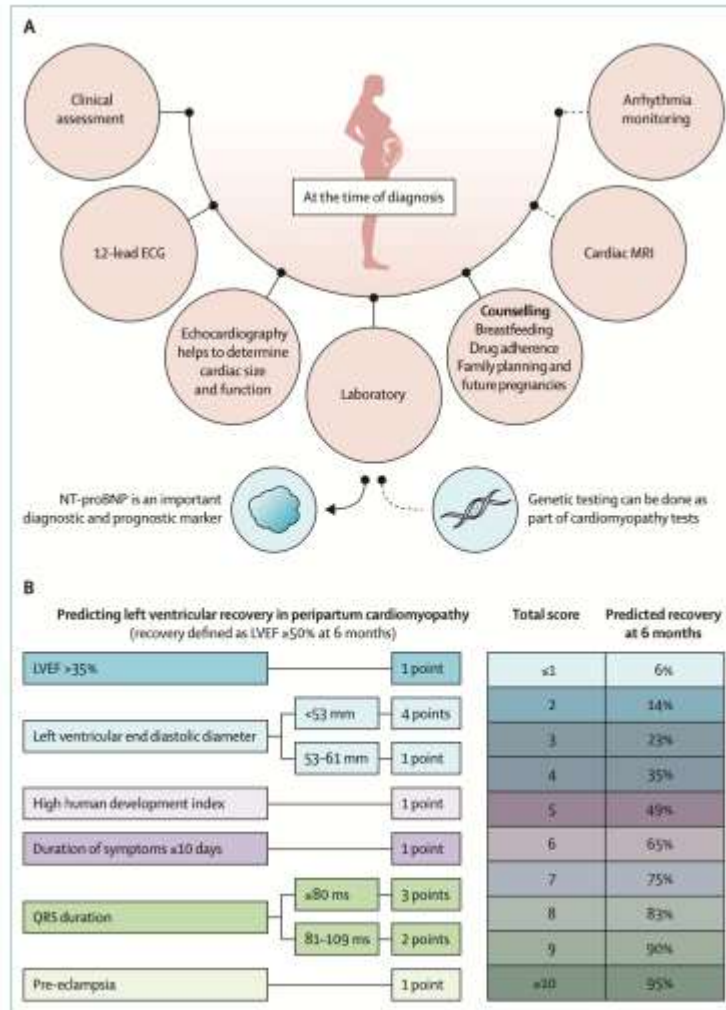 A
Clinical
assessment
Arrhythmia
monitoring
At the time of diagnosis
12-lead ECG
Cardiac MRI
Echocardiography
helps to determine
cardiac size
and function
Laboratory
Counselling
Breastfeeding
Drug adherence
Family planning and
future pregnancies
NT-proBNP is an important
diagnostic and prognostic marker
Genetic testing can be done as
part of cardiomyopathy tests
B
Predicting left ventricular recovery in peripartum cardiomyopathy
(recovery defined as LVEF ≥50% at 6 months)
LVEF >35% 1 point
Left ventricular end diastolic diameter
<53 mm 4 points
53–61 mm 1 point
High human development index 1 point
Duration of symptoms ≤10 days 1 point
QRS duration
≤80 ms 3 points
81–109 ms 2 points
Pre-eclampsia 1 point
Total score Predicted recovery
at 6 months
≤1 6%
2 14%
3 23%
4 35%
5 49%
6 65%
7 75%
8 83%
9 90%
≥10 95%